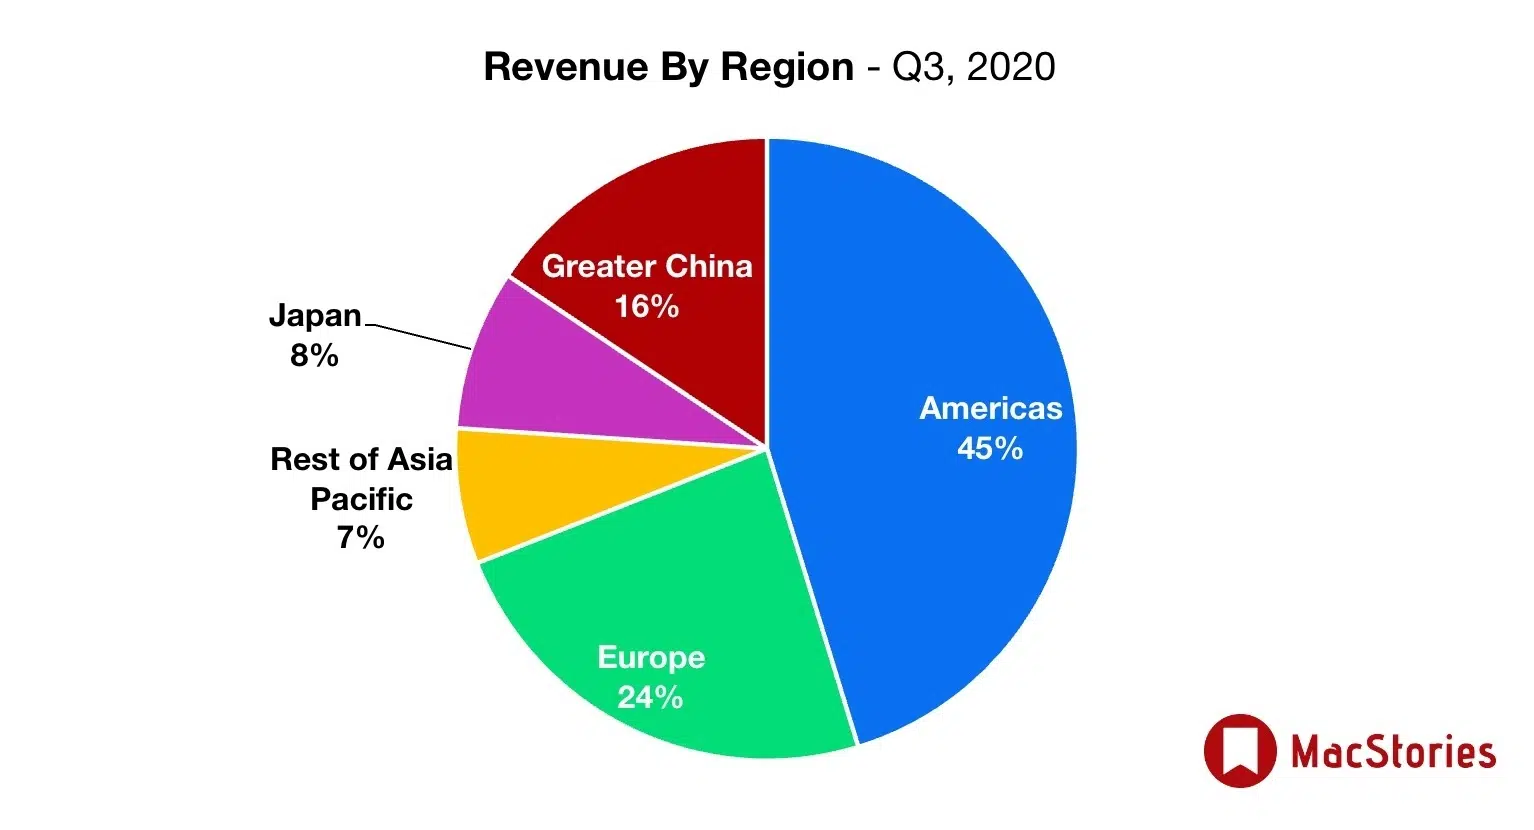 Revenue By Region - Q3, 2020
Greater China
16%
Japan
8%
Americas
45%
Rest of Asia
Pacific
7%
Europe
24%
MacStories